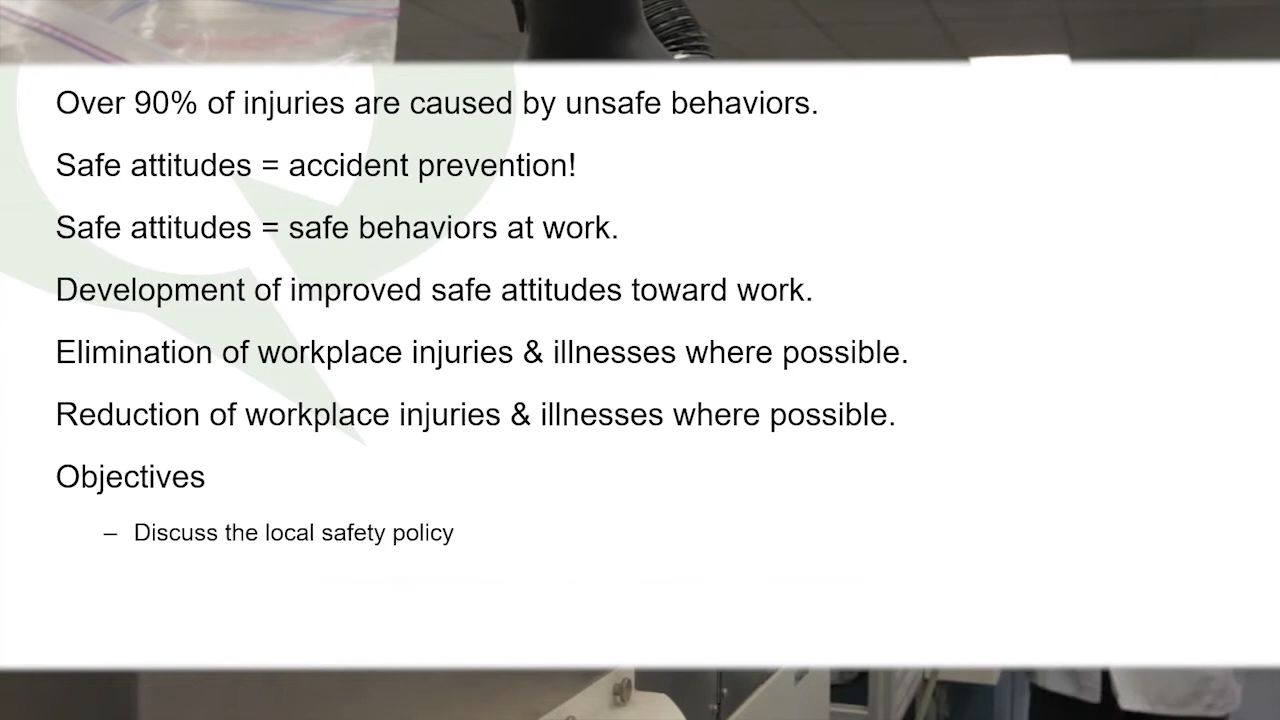 Over 90% of injuries are caused by unsafe behaviors.
Safe attitudes = accident prevention!
Safe attitudes = safe behaviors at work.
Development of improved safe attitudes toward work.
Elimination of workplace injuries & illnesses where possible.
Reduction of workplace injuries & illnesses where possible.
Objectives
– Discuss the local safety policy